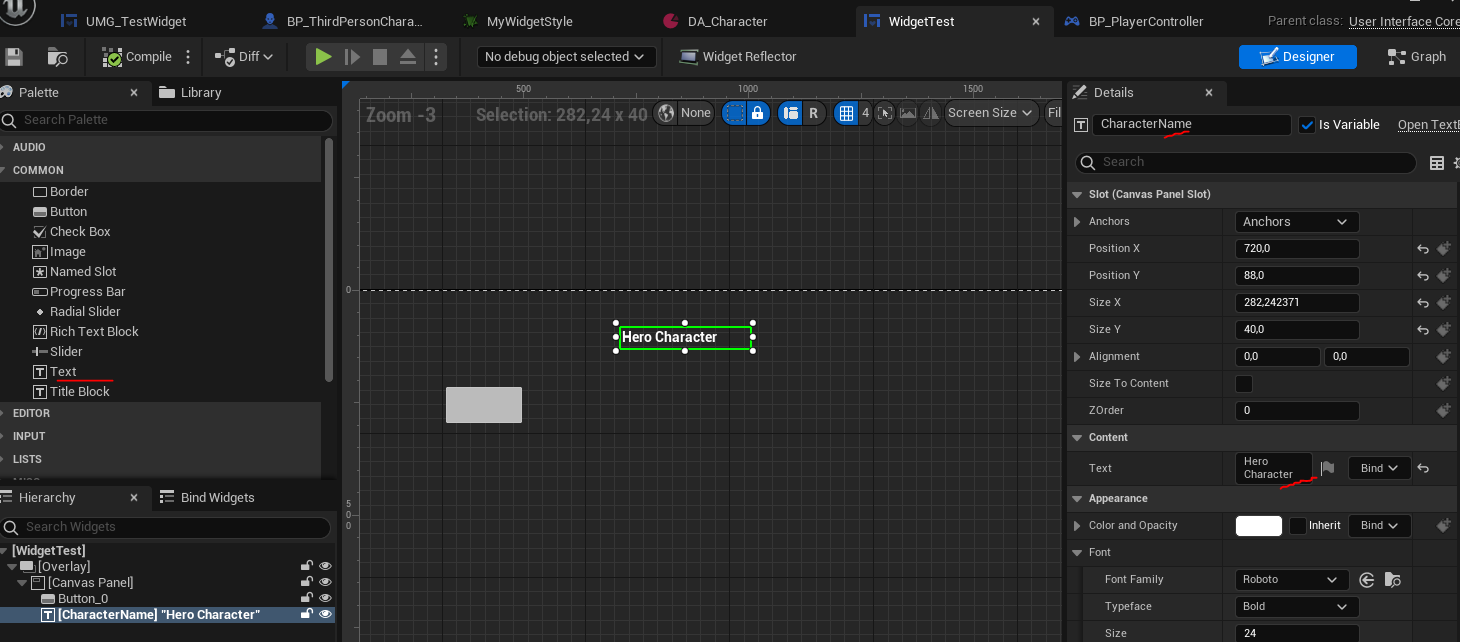 UMG_TestWidget
BP_ThirdPersonChara...
MyWidgetStyle
DA_Character
WidgetTest
BP_PlayerController
Parent class:
User Interface Core
Compile
Diff
No debug object selected
Widget Reflector
Designer
Graph
Palette
Library
Search Palette
AUDIO
COMMON
Border
Button
Check Box
Image
Named Slot
Progress Bar
Radial Slider
Rich Text Block
Slider
Text
Title Block
EDITOR
INPUT
LISTS
Hierarchy
Bind Widgets
Search Widgets
[WidgetTest]
[Overlay]
[Canvas Panel]
Button_0
[CharacterName] "Hero Character"
500
1000
1500
Zoom -3
Selection: 282,24 x 40
None
R
4
Screen Size
Fil
0
Hero Character
5
0
0
Details
CharacterName
Is Variable
Open TextB
Search
Slot (Canvas Panel Slot)
Anchors
Anchors
Position X
720,0
Position Y
88,0
Size X
282,242371
Size Y
40,0
Alignment
0,0
0,0
Size To Content
ZOrder
0
Content
Text
Hero
Character
Bind
Appearance
Color and Opacity
Inherit
Bind
Font
Font Family
Roboto
Typeface
Bold
Size
24